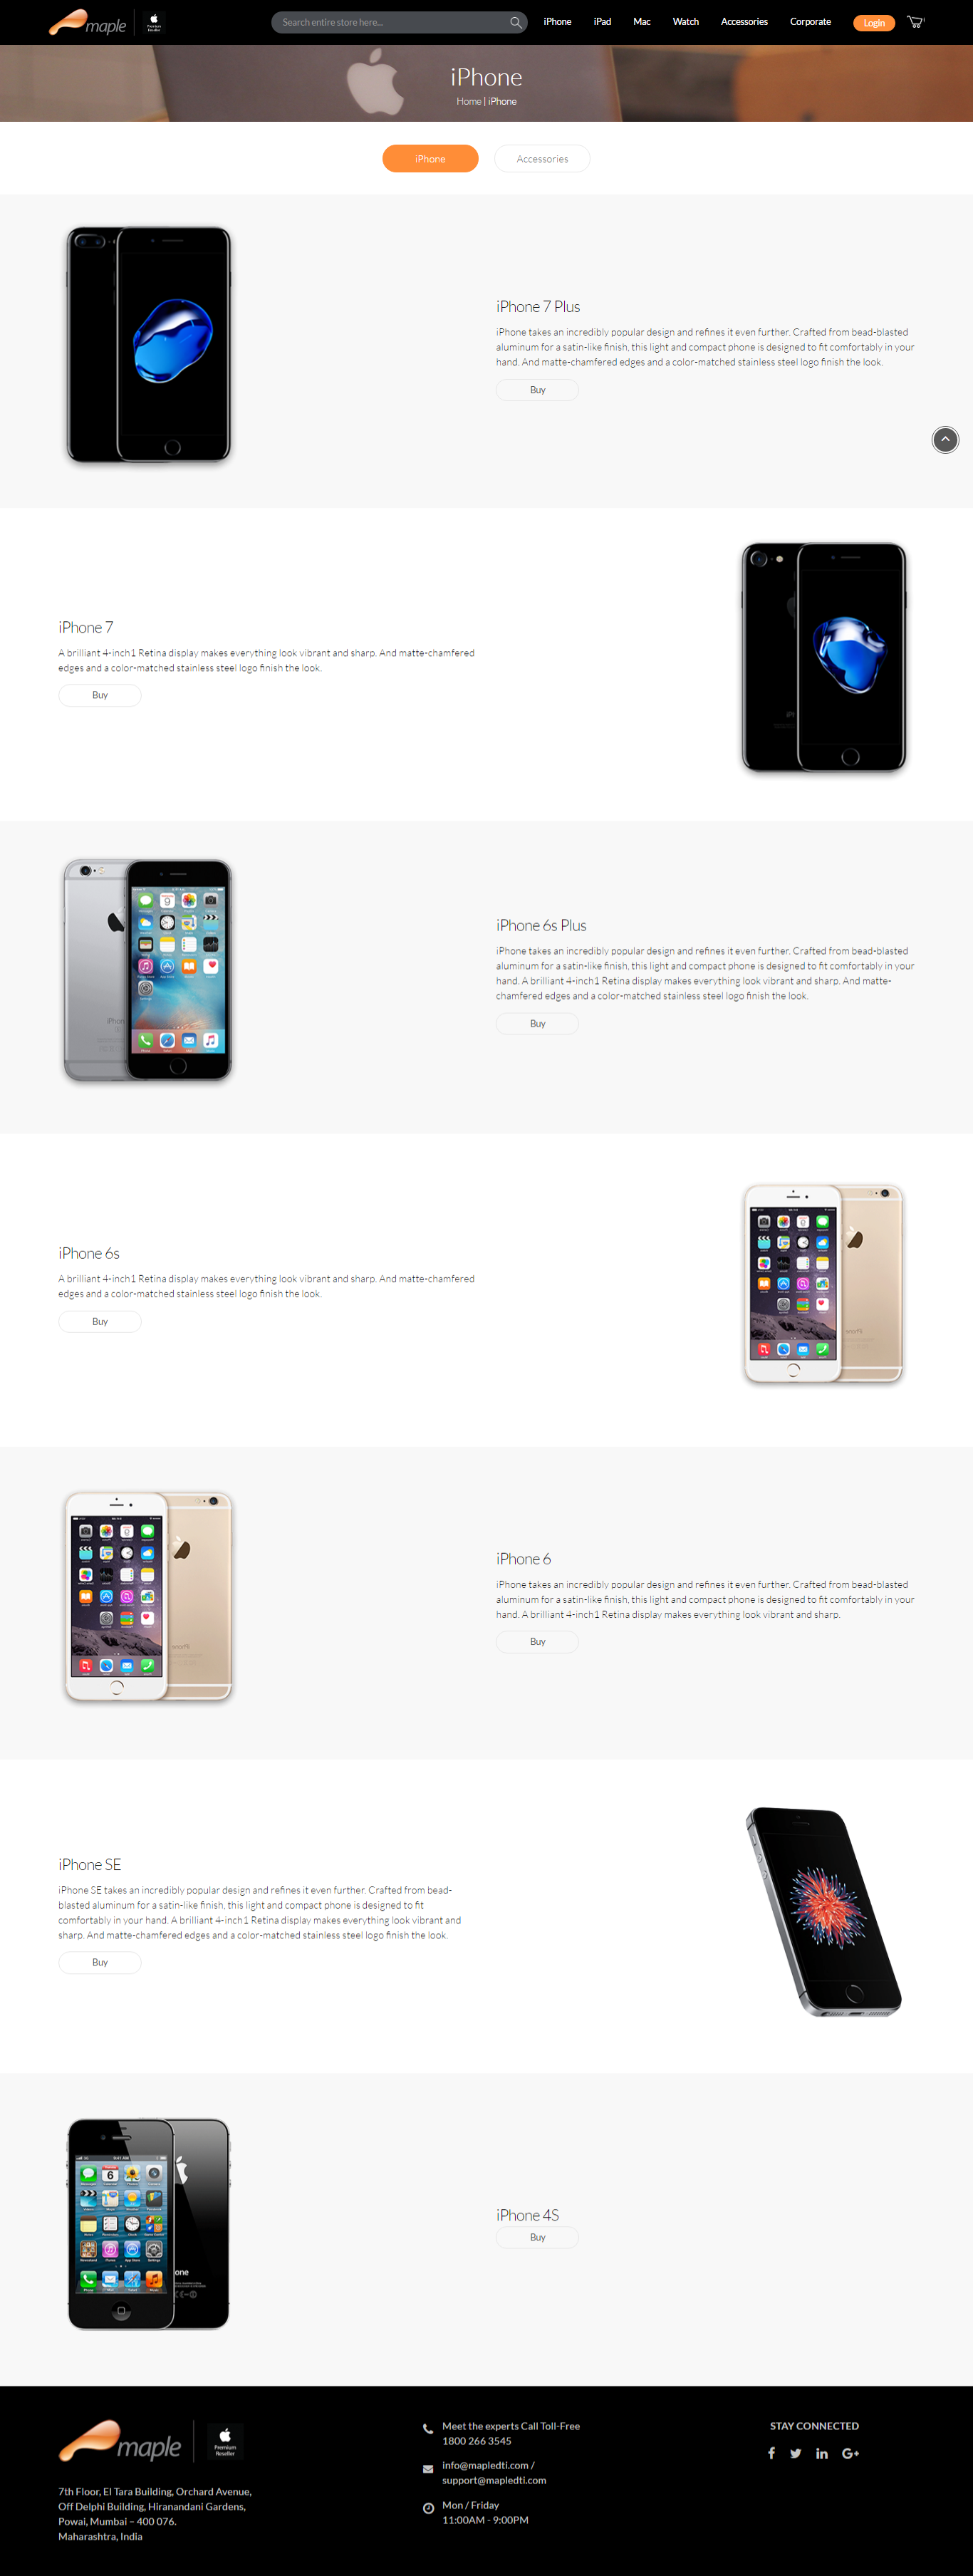 maple
Premium
Reseller
Search entire store here...
iPhone
iPad
Mac
Watch
Accessories
Corporate
Login
iPhone
Home | iPhone
iPhone
Accessories
iPhone 7 Plus
iPhone takes an incredibly popular design and refines it even further. Crafted from bead-blasted
aluminum for a satin-like finish, this light and compact phone is designed to fit comfortably in your
hand. And matte-chamfered edges and a color-matched stainless steel logo finish the look.
Buy
iPhone 7
A brilliant 4-inch1 Retina display makes everything look vibrant and sharp. And matte-chamfered
edges and a color-matched stainless steel logo finish the look.
Buy
iPhone 6s Plus
iPhone takes an incredibly popular design and refines it even further. Crafted from bead-blasted
aluminum for a satin-like finish, this light and compact phone is designed to fit comfortably in your
hand. A brilliant 4-inch1 Retina display makes everything look vibrant and sharp. And matte-
chamfered edges and a color-matched stainless steel logo finish the look.
Buy
iPhone 6s
A brilliant 4-inch1 Retina display makes everything look vibrant and sharp. And matte-chamfered
edges and a color-matched stainless steel logo finish the look.
Buy
iPhone 6
iPhone takes an incredibly popular design and refines it even further. Crafted from bead-blasted
aluminum for a satin-like finish, this light and compact phone is designed to fit comfortably in your
hand. A brilliant 4-inch1 Retina display makes everything look vibrant and sharp.
Buy
iPhone SE
iPhone SE takes an incredibly popular design and refines it even further. Crafted from bead-
blasted aluminum for a satin-like finish, this light and compact phone is designed to fit
comfortably in your hand. A brilliant 4-inch1 Retina display makes everything look vibrant and
sharp. And matte-chamfered edges and a color-matched stainless steel logo finish the look.
Buy
iPhone 4S
Buy
maple
Premium
Reseller
7th Floor, El Tara Building, Orchard Avenue,
Off Delphi Building, Hiranandani Gardens,
Powai, Mumbai – 400 076.
Maharashtra, India
Meet the experts Call Toll-Free
1800 266 3545
info@mapledti.com /
support@mapledti.com
Mon / Friday
11:00AM - 9:00PM
STAY CONNECTED